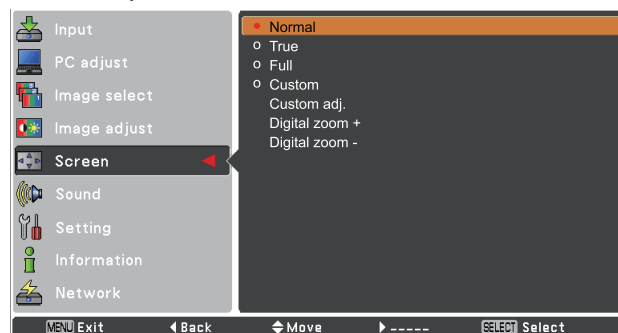 Input
PC adjust
Image select
Image adjust
Screen
Sound
Setting
Information
Network
Normal
True
Full
Custom
Custom adj.
Digital zoom +
Digital zoom -
MENU Exit Back Move ----- SELECT Select